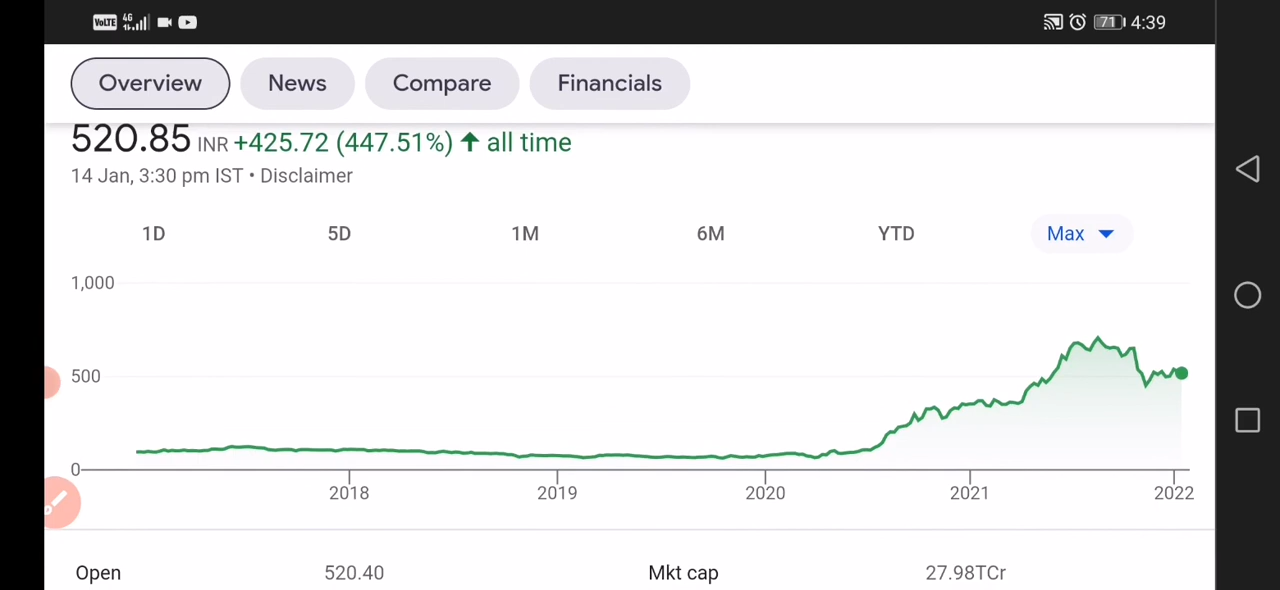 VoLTE 4G 71 4:39
Overview News Compare Financials
520.85 INR +425.72 (447.51%) ↑ all time
14 Jan, 3:30 pm IST • Disclaimer
1D 5D 1M 6M YTD Max
1,000
500
0
2018 2019 2020 2021 2022
Open 520.40 Mkt cap 27.98TCr